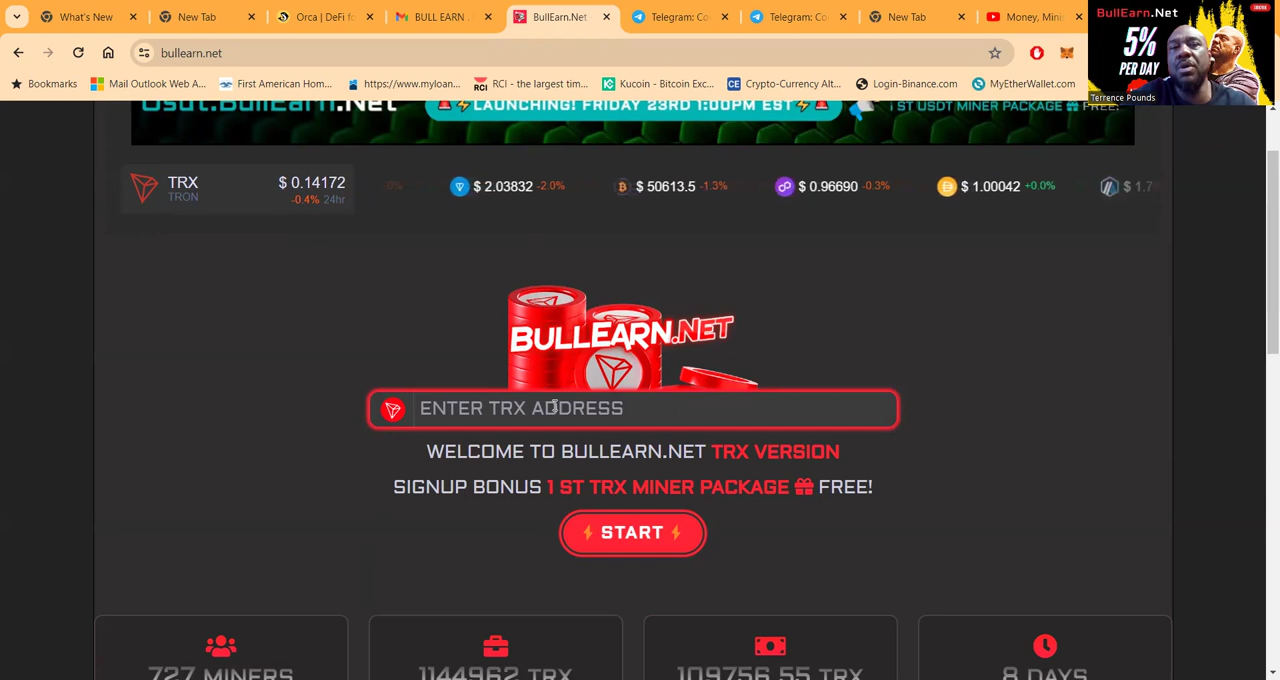 What's New
New Tab
Orca | DeFi fo
BULL EARN
BullEarn.Net
Telegram: Co
Telegram: Co
New Tab
Money, Min
bullearn.net
Bookmarks
Mail Outlook Web A...
First American Hom...
https://www.myloan...
RCI - the largest tim...
Kucoin - Bitcoin Exc...
Crypto-Currency Alt...
Login-Binance.com
MyEtherWallet.com
BullEarn.Net
5%
PER DAY
Terrence Pounds
Usdt.BullEarn.Net
LAUNCHING! FRIDAY 23RD 1:00PM EST
1 ST USDT MINER PACKAGE FREE!
TRX $ 0.14172
TRON -0.4% 24hr
$ 2.03832 -2.0%
$ 50613.5 -1.3%
$ 0.96690 -0.3%
$ 1.00042 +0.0%
$ 1.7
BULLEARN.NET
ENTER TRX ADDRESS
WELCOME TO BULLEARN.NET TRX VERSION
SIGNUP BONUS 1 ST TRX MINER PACKAGE FREE!
START
727 MINERS
1144962 TRX
109756.55 TRX
8 DAYS